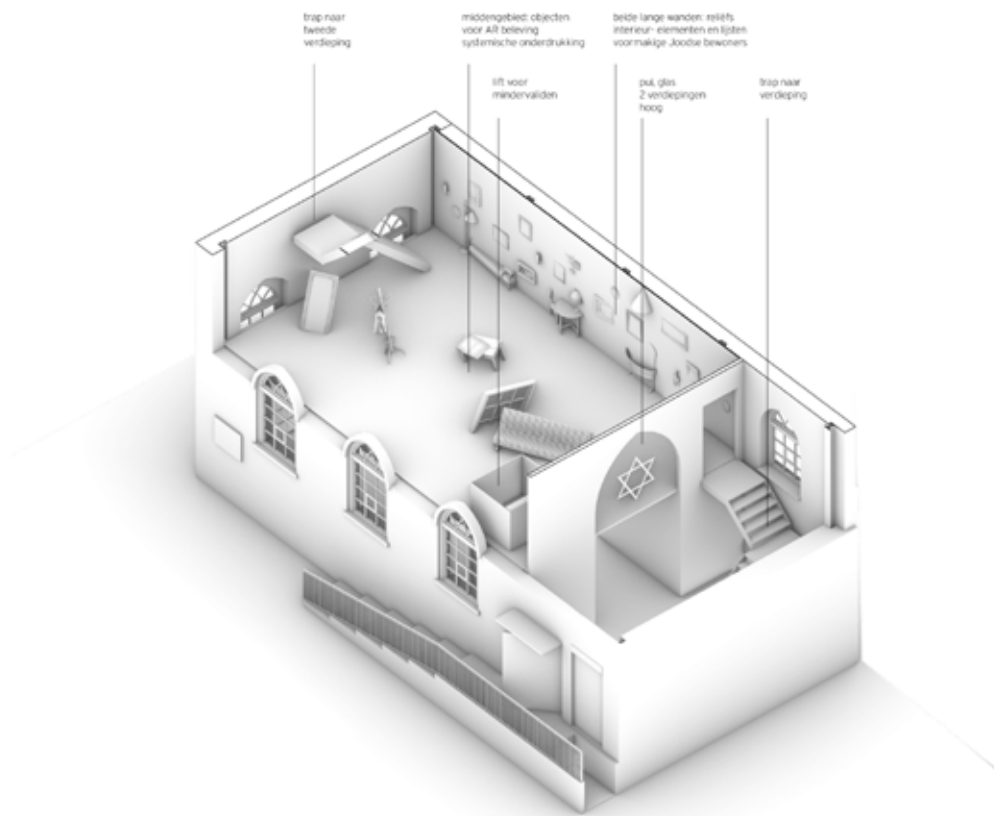 trap naar
tweede
verdieping
middengebied: objecten
voor AR beleving
systemische onderdrukking
beide lange wanden: reliëfs
interieur- elementen en lijsten
voormakige Joodse bewoners
lift voor
mindervaliden
pui, glas
2 verdiepingen
hoog
trap naar
verdieping